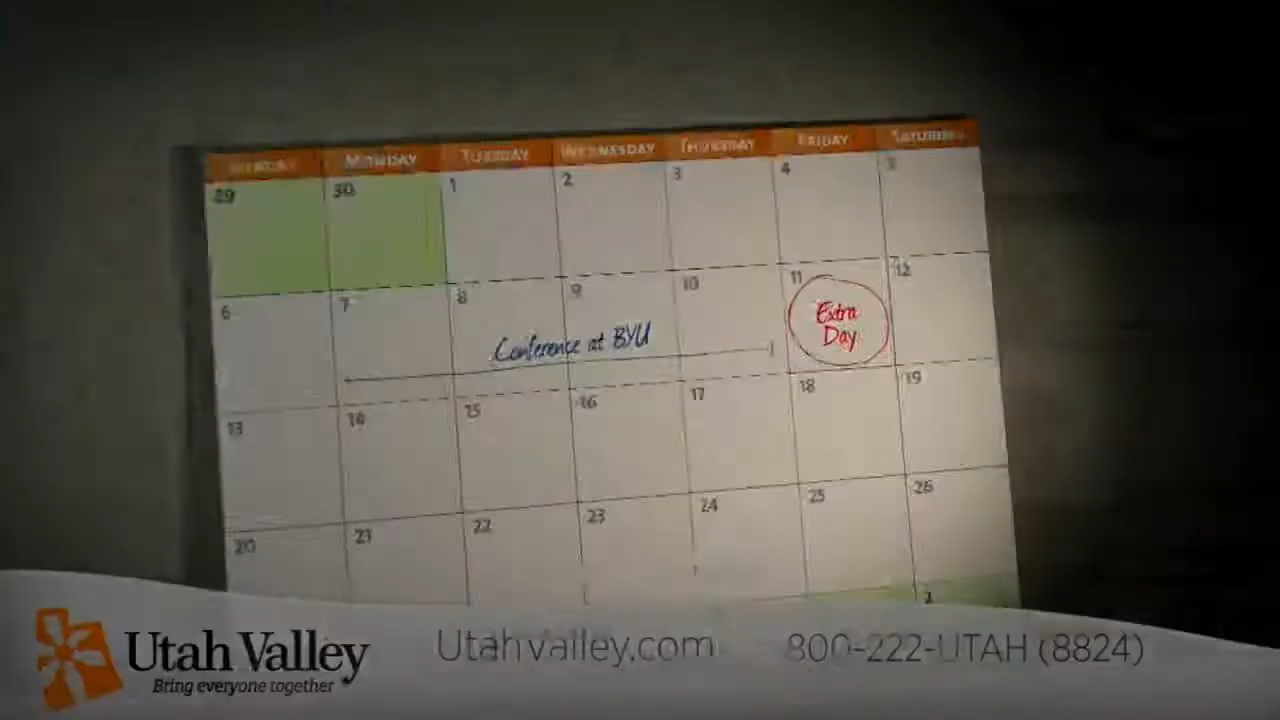 MONDAY TUESDAY WEDNESDAY THURSDAY FRIDAY SATURDAY
29 30 1 2 3 4
6 7 8 9 10 11 12
Conference at BYU
Extra
Day
13 14 15 16 17 18 19
20 21 22 23 24 25 26
2
Utah Valley
Bring everyone together
UtahValley.com
800-222-UTAH (8824)